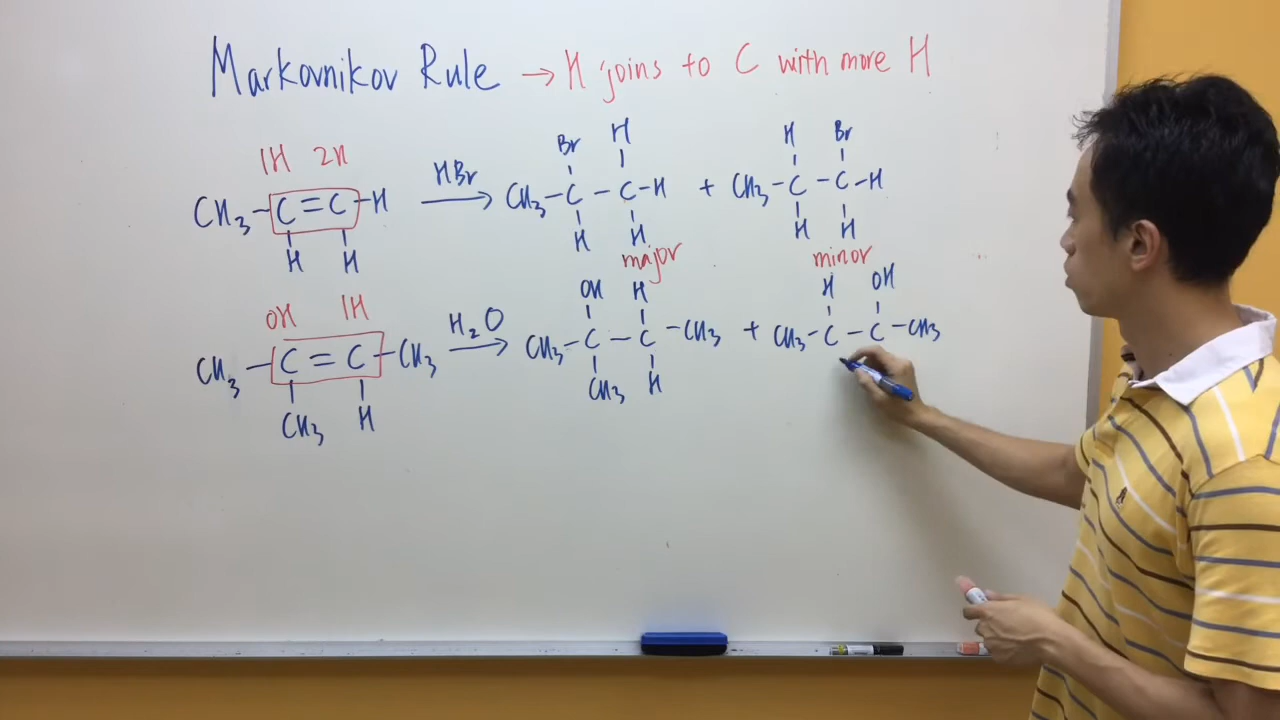 Markovnikov Rule → H joins to C with more H
1H 2H
CH3-C=C-H
H H
HBr
Br H
CH3-C-C-H
H H
major
+
H Br
CH3-C-C-H
H H
minor
0H 1H
CH3-C=C-CH3
CH3 H
H2O
OH H
CH3-C-C-CH3
CH3 H
+
H OH
CH3-C-C-CH3